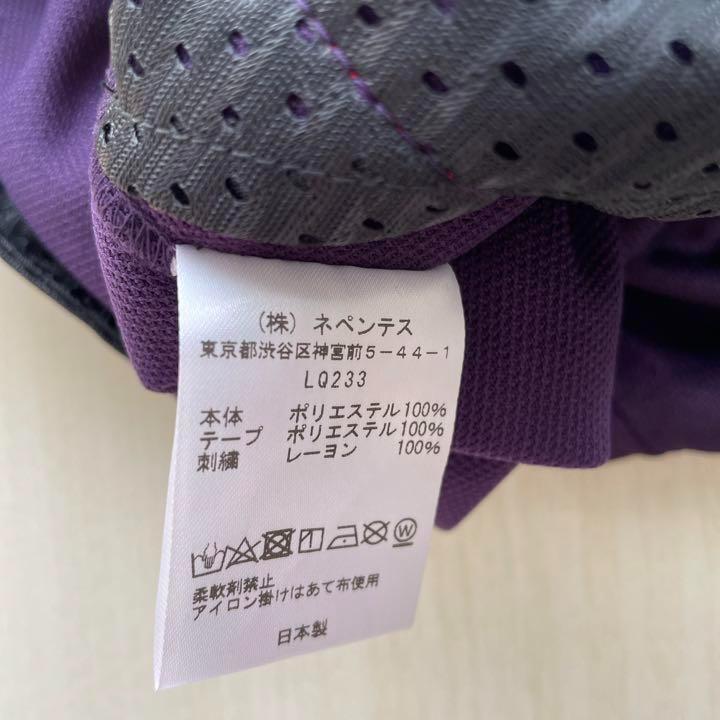 (株) ネペンテス
東京都渋谷区神宮前5-44-1
LQ233
本体 ポリエステル100%
テープ ポリエステル100%
刺繍 レーヨン 100%
W
柔軟剤禁止
アイロン掛けはあて布使用
日本製